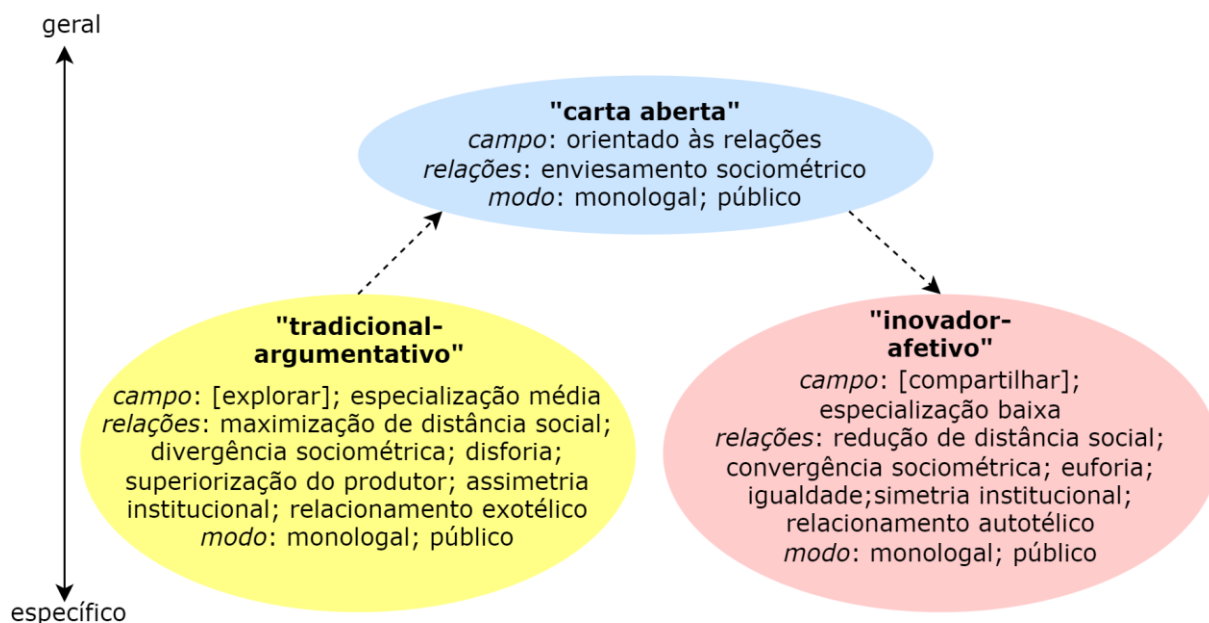 geral
"carta aberta"
campo: orientado às relações
relações: enviesamento sociométrico
modo: monologal; público
"tradicional-
argumentativo"
campo: [explorar]; especialização média
relações: maximização de distância social;
divergência sociométrica; disforia;
superiorização do produtor; assimetria
institucional; relacionamento exotélico
modo: monologal; público
"inovador-
afetivo"
campo: [compartilhar];
especialização baixa
relações: redução de distância social;
convergência sociométrica; euforia;
igualdade;simetria institucional;
relacionamento autotélico
modo: monologal; público
específico